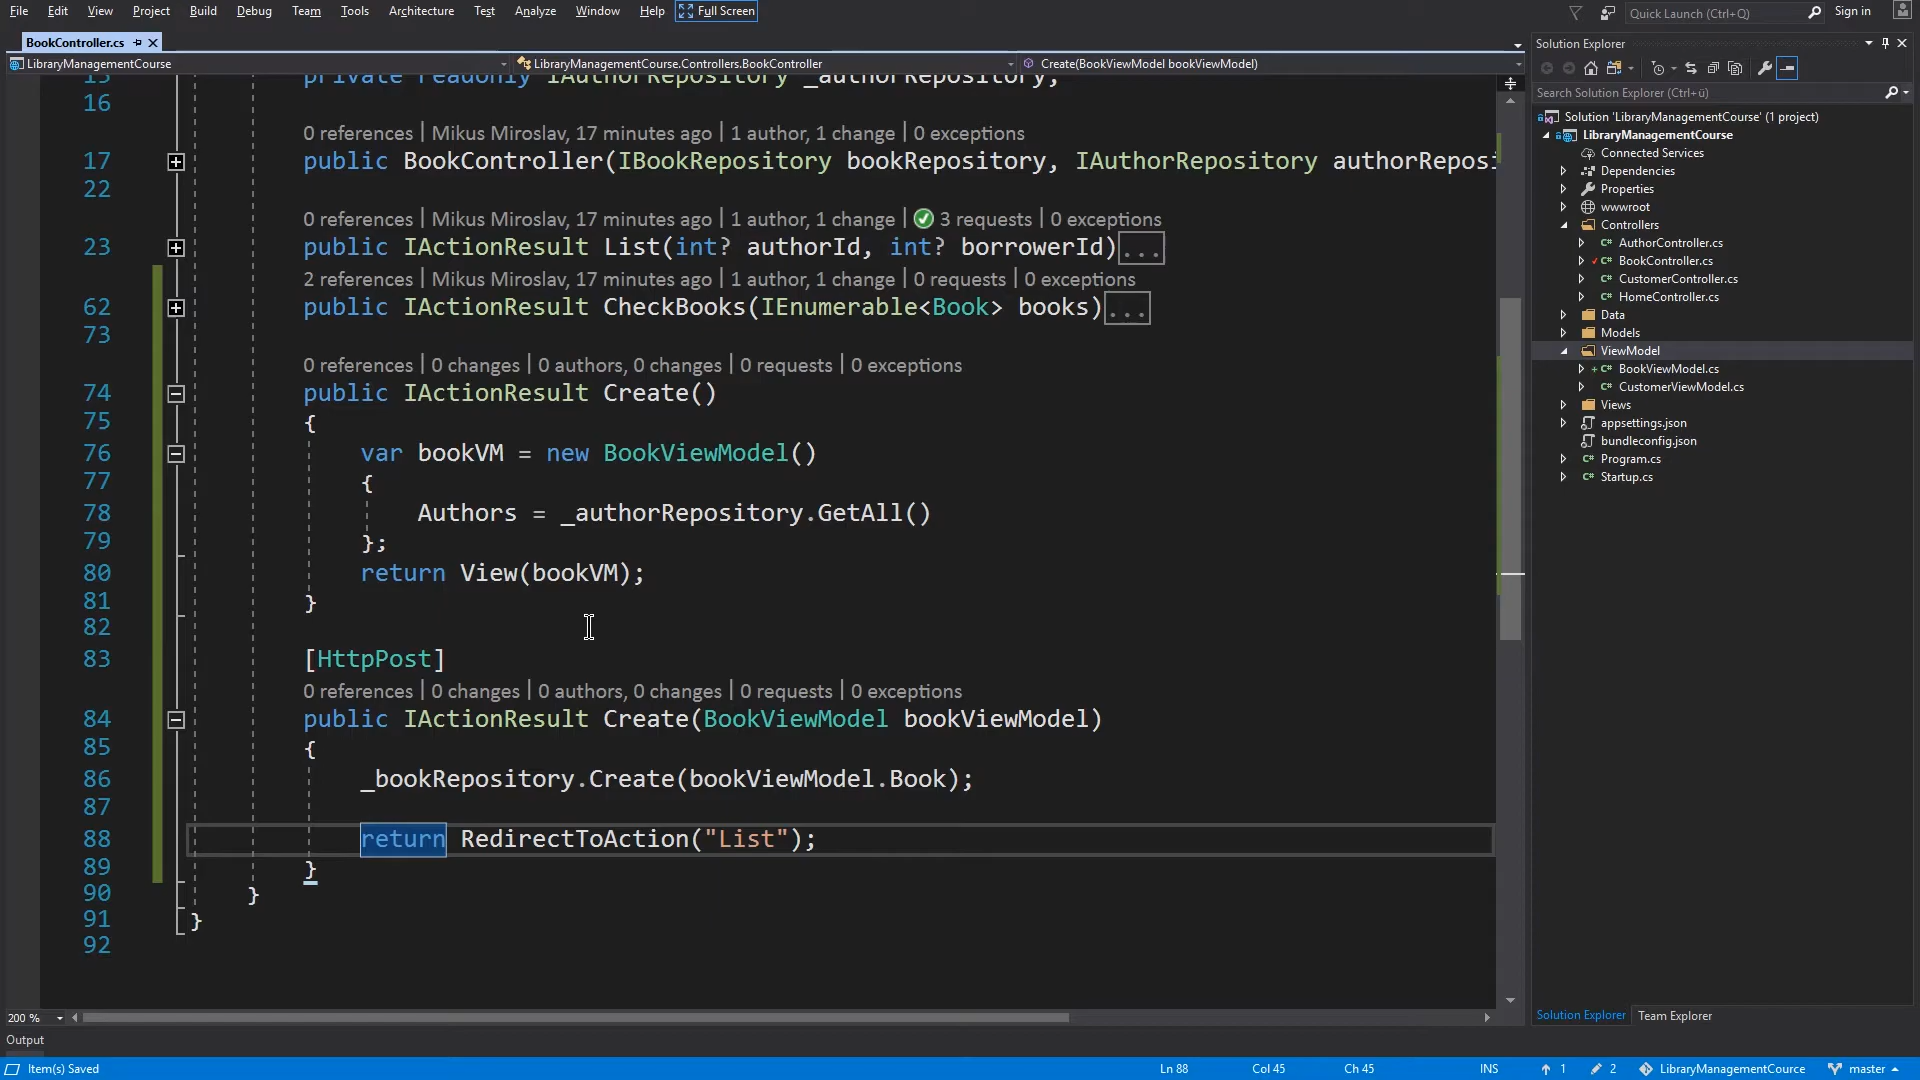 File Edit View Project Build Debug Team Tools Architecture Test Analyze Window Help Full Screen Quick Launch (Ctrl+Q) Sign in
BookController.cs
LibraryManagementCourse LibraryManagementCourse.Controllers.BookController Create(BookViewModel bookViewModel)
15 private readonly IAuthorRepository _authorRepository;
16
0 references | Mikus Miroslav, 17 minutes ago | 1 author, 1 change | 0 exceptions
17 public BookController(IBookRepository bookRepository, IAuthorRepository authorReposi
22
0 references | Mikus Miroslav, 17 minutes ago | 1 author, 1 change | 3 requests | 0 exceptions
23 public IActionResult List(int? authorId, int? borrowerId)...
2 references | Mikus Miroslav, 17 minutes ago | 1 author, 1 change | 0 requests | 0 exceptions
62 public IActionResult CheckBooks(IEnumerable<Book> books)...
73
0 references | 0 changes | 0 authors, 0 changes | 0 requests | 0 exceptions
74 public IActionResult Create()
75 {
76 var bookVM = new BookViewModel()
77 {
78 Authors = _authorRepository.GetAll()
79 };
80 return View(bookVM);
81 }
82
83 [HttpPost]
0 references | 0 changes | 0 authors, 0 changes | 0 requests | 0 exceptions
84 public IActionResult Create(BookViewModel bookViewModel)
85 {
86 _bookRepository.Create(bookViewModel.Book);
87
88 return RedirectToAction("List");
89 }
90 }
91 }
92
200 %
Output
Solution Explorer
Search Solution Explorer (Ctrl+ü)
Solution 'LibraryManagementCourse' (1 project)
LibraryManagementCourse
Connected Services
Dependencies
Properties
wwwroot
Controllers
AuthorController.cs
BookController.cs
CustomerController.cs
HomeController.cs
Data
Models
ViewModel
BookViewModel.cs
CustomerViewModel.cs
Views
appsettings.json
bundleconfig.json
Program.cs
Startup.cs
Solution Explorer Team Explorer
Item(s) Saved Ln 88 Col 45 Ch 45 INS 1 2 LibraryManagementCource master